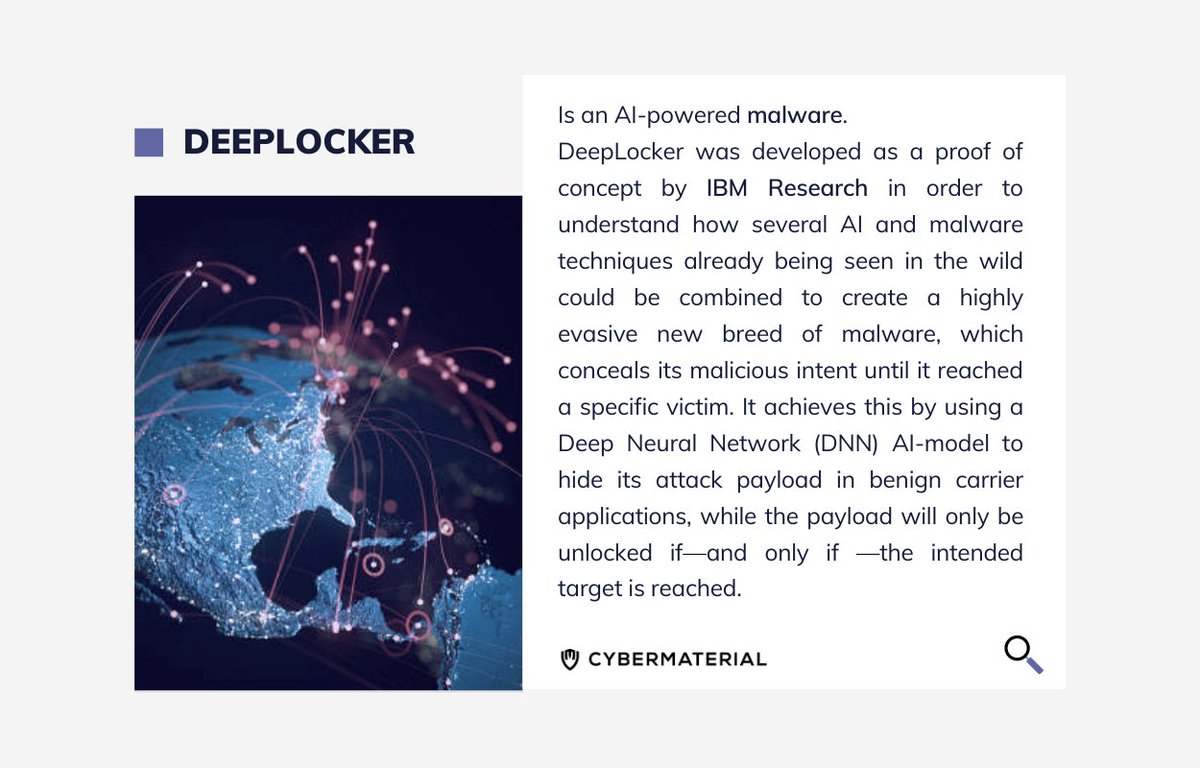 DEEPLOCKER
Is an AI-powered malware.
DeepLocker was developed as a proof of
concept by IBM Research in order to
understand how several AI and malware
techniques already being seen in the wild
could be combined to create a highly
evasive new breed of malware, which
conceals its malicious intent until it reached
a specific victim. It achieves this by using a
Deep Neural Network (DNN) AI-model to
hide its attack payload in benign carrier
applications, while the payload will only be
unlocked if—and only if —the intended
target is reached.
CYBERMATERIAL